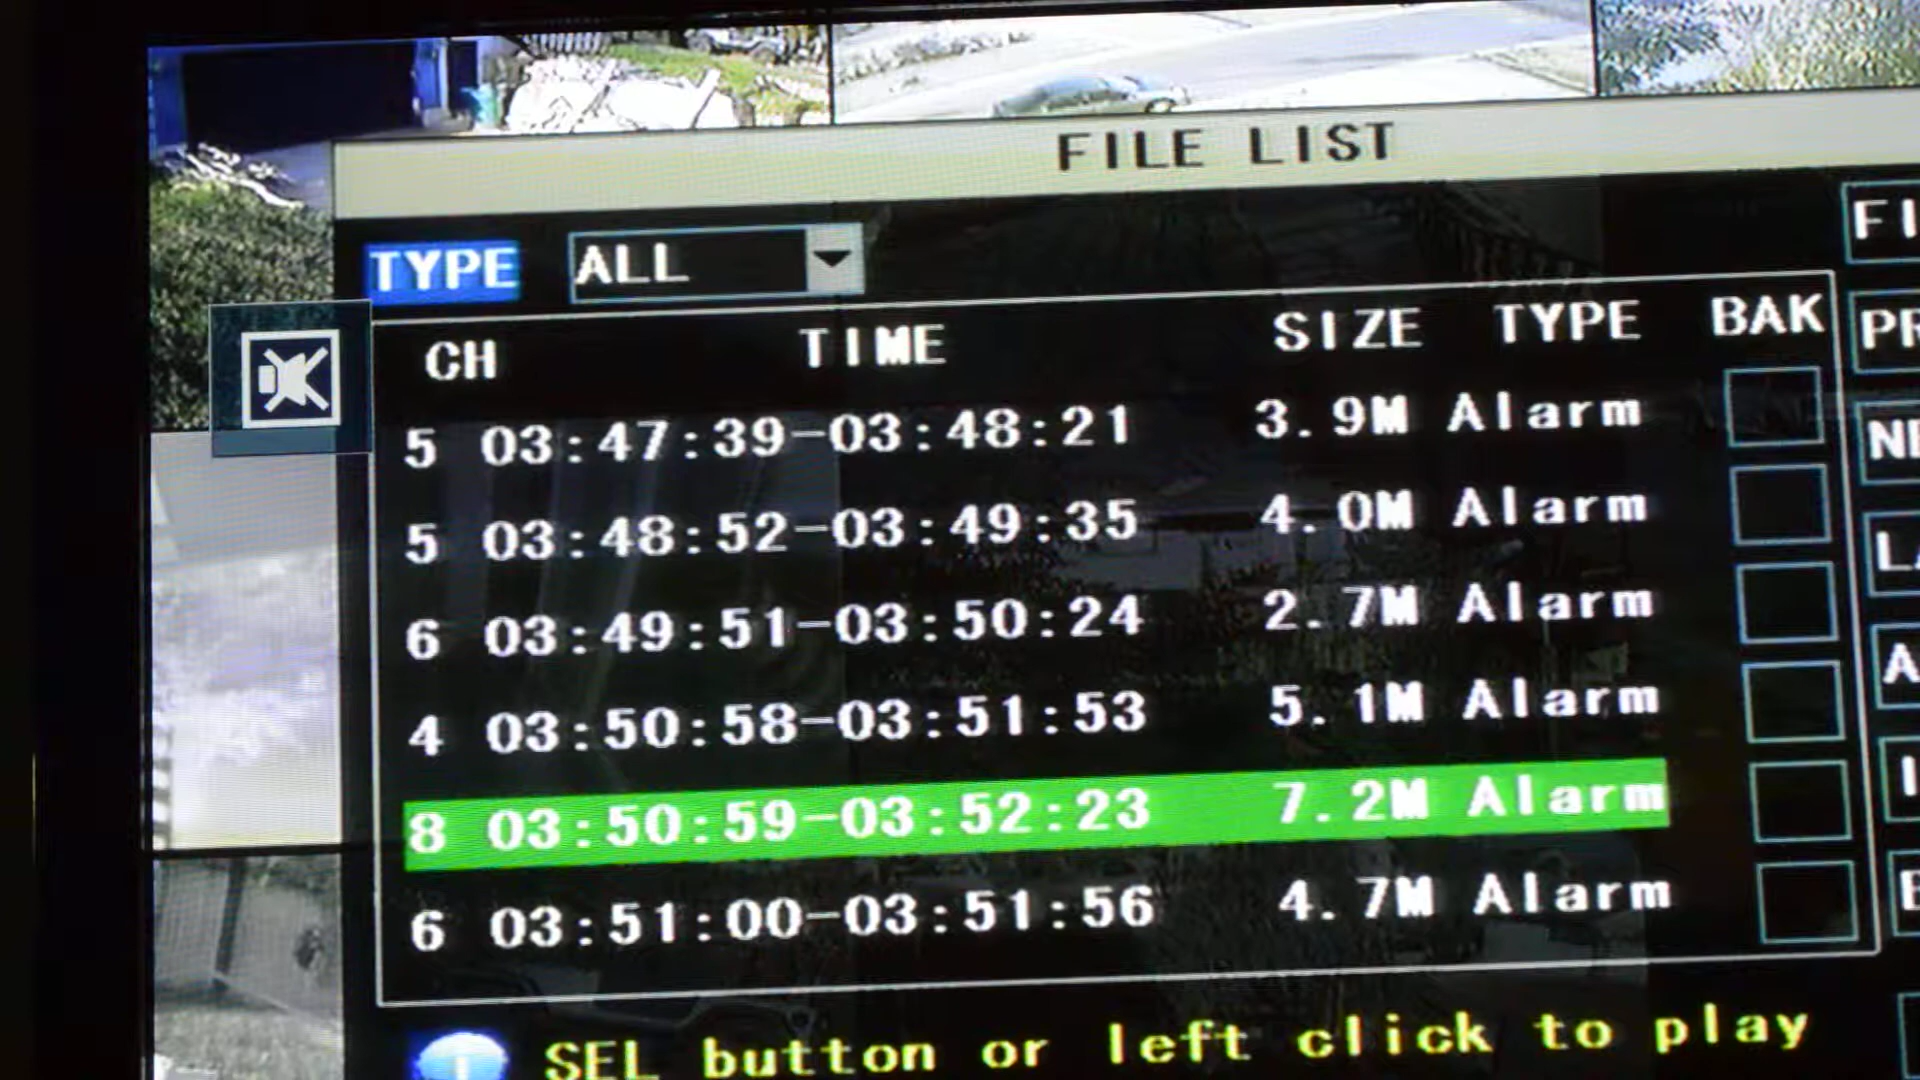 FILE LIST
TYPE ALL
CH TIME SIZE TYPE BAK
5 03:47:39-03:48:21 3.9M Alarm
5 03:48:52-03:49:35 4.0M Alarm
6 03:49:51-03:50:24 2.7M Alarm
4 03:50:58-03:51:53 5.1M Alarm
8 03:50:59-03:52:23 7.2M Alarm
6 03:51:00-03:51:56 4.7M Alarm
SEL button or left click to play